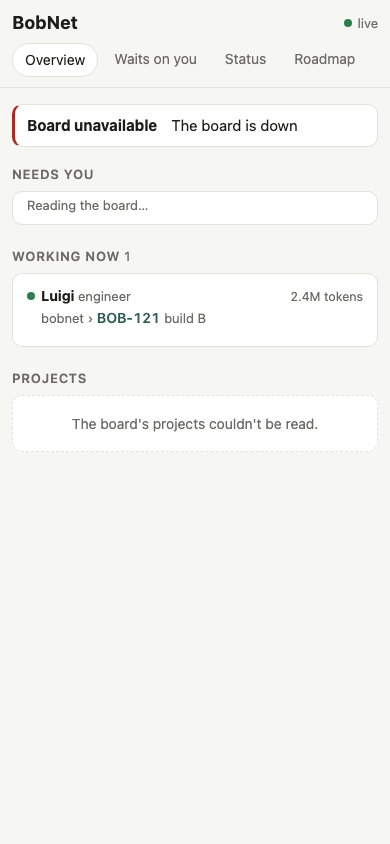 BobNet live
Overview Waits on you Status Roadmap
Board unavailable The board is down
NEEDS YOU
Reading the board…
WORKING NOW 1
Luigi engineer 2.4M tokens
bobnet › BOB-121 build B
PROJECTS
The board's projects couldn't be read.